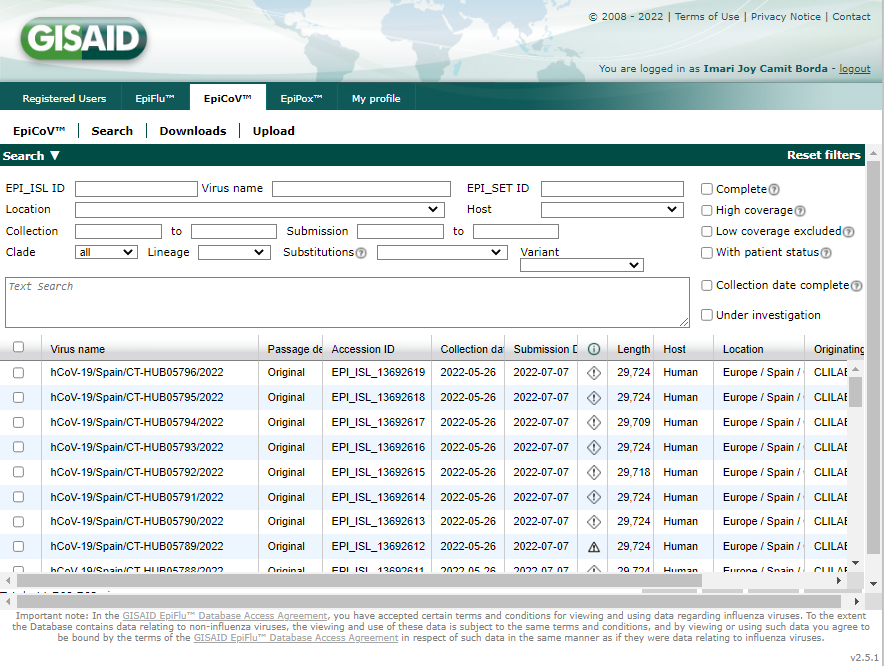 © 2008 - 2022 | Terms of Use | Privacy Notice | Contact
GISAID
You are logged in as Imari Joy Camit Borda - logout
Registered Users EpiFlu™ EpiCoV™ EpiPox™ My profile
EpiCoV™ | Search | Downloads | Upload
Search ▼ Reset filters
EPI_ISL ID Virus name EPI_SET ID Complete ?
Location Host High coverage ?
Collection to Submission to Low coverage excluded ?
Clade all Lineage Substitutions ? Variant With patient status ?
Text Search Collection date complete ?
Under investigation
Virus name Passage de Accession ID Collection dat Submission D i Length Host Location Originating
hCoV-19/Spain/CT-HUB05796/2022 Original EPI_ISL_13692619 2022-05-26 2022-07-07 29,724 Human Europe / Spain / CLILAB
hCoV-19/Spain/CT-HUB05795/2022 Original EPI_ISL_13692618 2022-05-26 2022-07-07 29,724 Human Europe / Spain / CLILAB
hCoV-19/Spain/CT-HUB05794/2022 Original EPI_ISL_13692617 2022-05-26 2022-07-07 29,709 Human Europe / Spain / CLILAB
hCoV-19/Spain/CT-HUB05793/2022 Original EPI_ISL_13692616 2022-05-26 2022-07-07 29,724 Human Europe / Spain / CLILAB
hCoV-19/Spain/CT-HUB05792/2022 Original EPI_ISL_13692615 2022-05-26 2022-07-07 29,718 Human Europe / Spain / CLILAB
hCoV-19/Spain/CT-HUB05791/2022 Original EPI_ISL_13692614 2022-05-26 2022-07-07 29,724 Human Europe / Spain / CLILAB
hCoV-19/Spain/CT-HUB05790/2022 Original EPI_ISL_13692613 2022-05-26 2022-07-07 29,724 Human Europe / Spain / CLILAB
hCoV-19/Spain/CT-HUB05789/2022 Original EPI_ISL_13692612 2022-05-26 2022-07-07 29,724 Human Europe / Spain / CLILAB
hCoV-19/Spain/CT-HUB05788/2022 Original EPI_ISL_13692611 2022-05-26 2022-07-07 29,724 Human Europe / Spain / CLILAB
Important note: In the GISAID EpiFlu™ Database Access Agreement, you have accepted certain terms and conditions for viewing and using data regarding influenza viruses. To the extent
the Database contains data relating to non-influenza viruses, the viewing and use of these data is subject to the same terms and conditions, and by viewing or using such data you agree to
be bound by the terms of the GISAID EpiFlu™ Database Access Agreement in respect of such data in the same manner as if they were data relating to influenza viruses.
v2.5.1